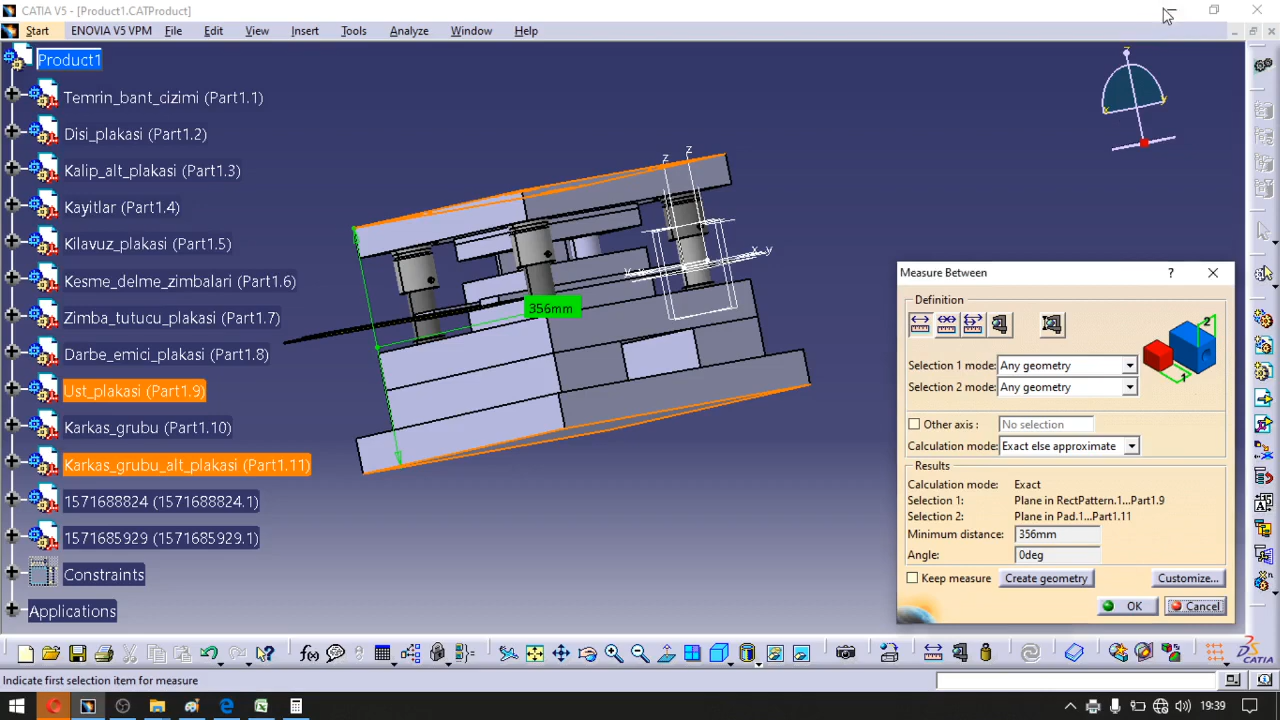 CATIA V5 - [Product1.CATProduct]
Start ENOVIA V5 VPM File Edit View Insert Tools Analyze Window Help
Product1
Temrin_bant_cizimi (Part1.1)
Disi_plakasi (Part1.2)
Kalip_alt_plakasi (Part1.3)
Kayitlar (Part1.4)
Kilavuz_plakasi (Part1.5)
Kesme_delme_zimbalari (Part1.6)
Zimba_tutucu_plakasi (Part1.7)
Darbe_emici_plakasi (Part1.8)
Ust_plakasi (Part1.9)
Karkas_grubu (Part1.10)
Karkas_grubu_alt_plakasi (Part1.11)
1571688824 (1571688824.1)
1571685929 (1571685929.1)
Constraints
Applications
z
x
y
z
z
x y
356mm
Measure Between
?
Definition
2
1
Selection 1 mode: Any geometry
Selection 2 mode: Any geometry
Other axis : No selection
Calculation mode: Exact else approximate
Results
Calculation mode: Exact
Selection 1: Plane in RectPattern.1...Part1.9
Selection 2: Plane in Pad.1...Part1.11
Minimum distance: 356mm
Angle: 0deg
Keep measure Create geometry Customize...
OK Cancel
f(x)
CATIA
Indicate first selection item for measure
19:39